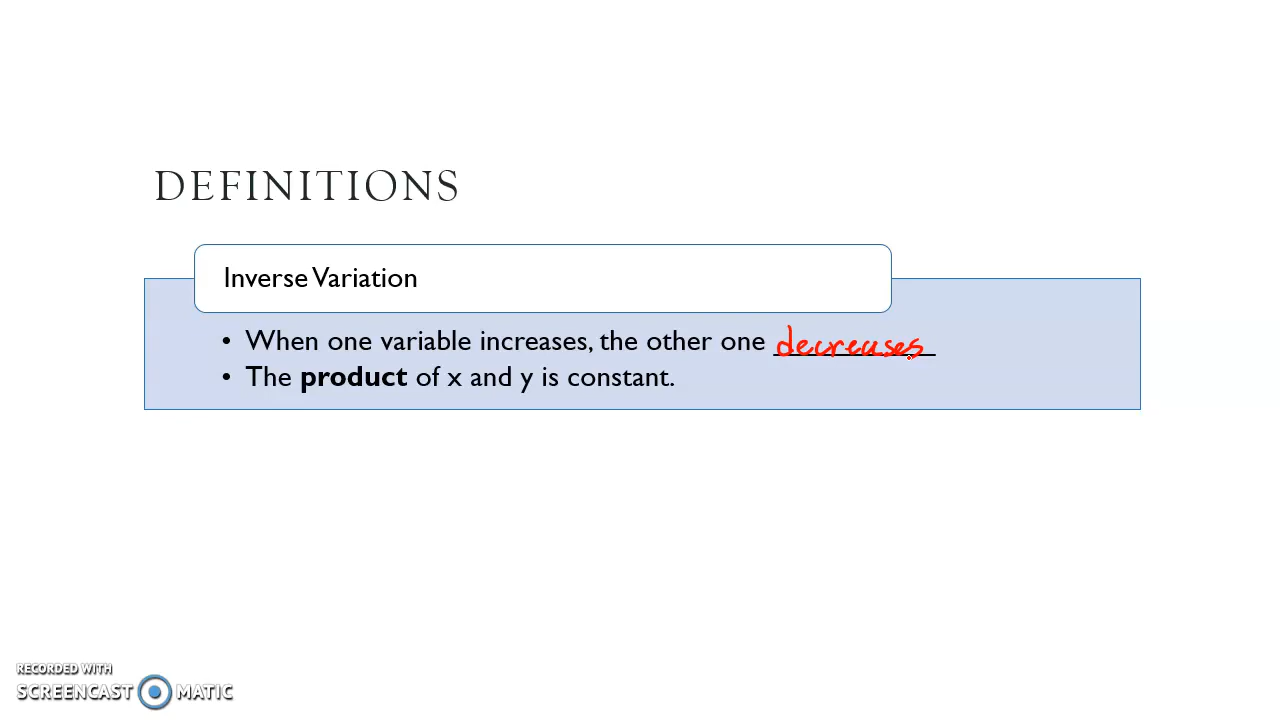 DEFINITIONS
Inverse Variation
• When one variable increases, the other one decreases
• The product of x and y is constant.
RECORDED WITH
SCREENCAST MATIC